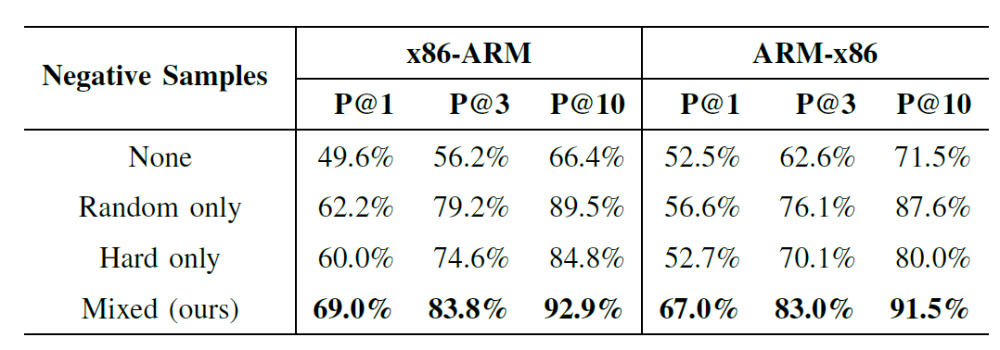 Negative Samples x86-ARM ARM-x86
P@1 P@3 P@10 P@1 P@3 P@10
None 49.6% 56.2% 66.4% 52.5% 62.6% 71.5%
Random only 62.2% 79.2% 89.5% 56.6% 76.1% 87.6%
Hard only 60.0% 74.6% 84.8% 52.7% 70.1% 80.0%
Mixed (ours) 69.0% 83.8% 92.9% 67.0% 83.0% 91.5%